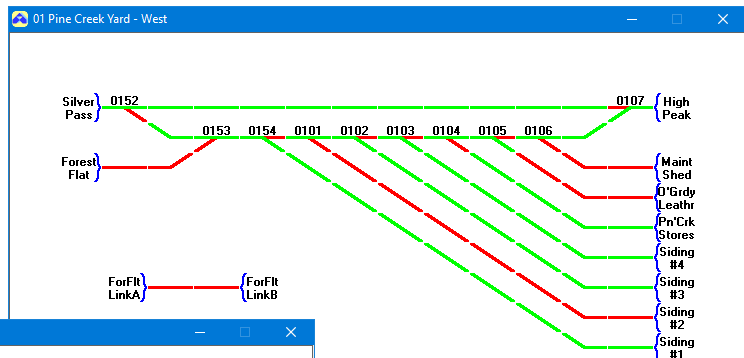 01 Pine Creek Yard - West
Silver
Pass
0152
0107
High
Peak
0153
0154
0101
0102
0103
0104
0105
0106
Forest
Flat
Maint
Shed
O'Grdy
Leathr
Pn'Crk
Stores
Siding
#4
ForFlt
LinkA
ForFlt
LinkB
Siding
#3
Siding
#2
Siding
#1